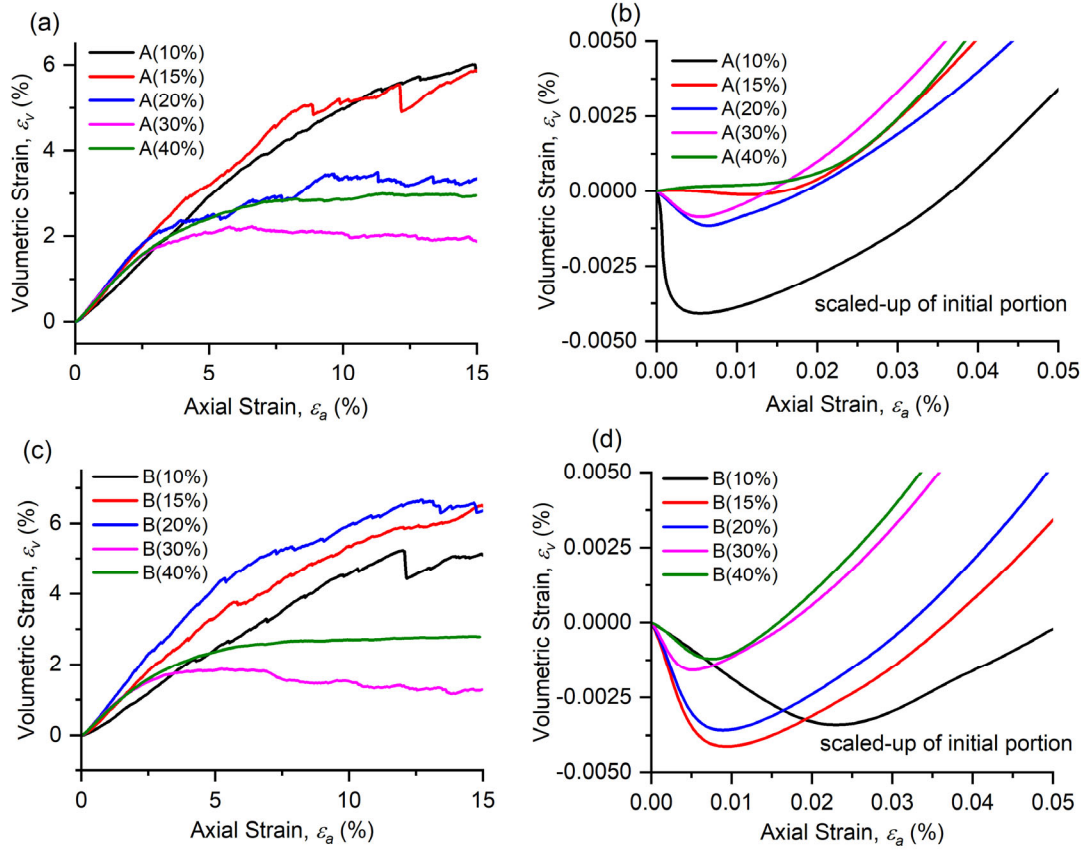 (a)
A(10%)
A(15%)
A(20%)
A(30%)
A(40%)
6
4
2
0
0 5 10 15
Volumetric Strain, εv (%)
Axial Strain, εa (%)
(b)
A(10%)
A(15%)
A(20%)
A(30%)
A(40%)
0.0050
0.0025
0.0000
-0.0025
-0.0050
0.00 0.01 0.02 0.03 0.04 0.05
scaled-up of initial portion
Volumetric Strain, εv (%)
Axial Strain, εa (%)
(c)
B(10%)
B(15%)
B(20%)
B(30%)
B(40%)
6
4
2
0
0 5 10 15
Volumetric Strain, εv (%)
Axial Strain, εa (%)
(d)
B(10%)
B(15%)
B(20%)
B(30%)
B(40%)
0.0050
0.0025
0.0000
-0.0025
-0.0050
0.00 0.01 0.02 0.03 0.04 0.05
scaled-up of initial portion
Volumetric Strain, εv (%)
Axial Strain, εa (%)